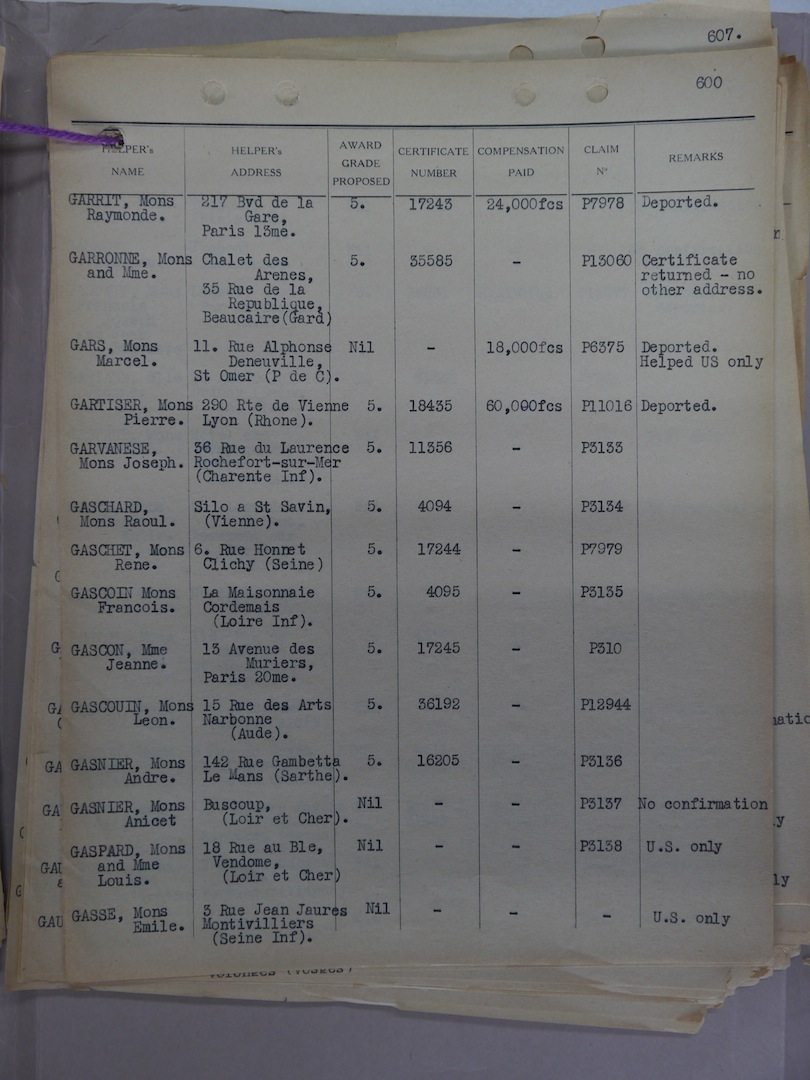 607.
600
HELPER's NAME | HELPER's ADDRESS | AWARD GRADE PROPOSED | CERTIFICATE NUMBER | COMPENSATION PAID | CLAIM Nº | REMARKS
GARRIT, Mons 217 Bvd de la 5. 17243 24,000fcs P7978 Deported.
Raymonde. Gare,
Paris 13me.
GARRONNE, Mons Chalet des 5. 35585 - P13060 Certificate
and Mme. Arenes, returned - no
35 Rue de la other address.
Republique,
Beaucaire(Gard)
GARS, Mons 11. Rue Alphonse Nil - 18,000fcs P6375 Deported.
Marcel. Deneuville, Helped US only
St Omer (P de C).
GARTISER, Mons 290 Rte de Vienne 5. 18435 60,000fcs P11016 Deported.
Pierre. Lyon (Rhone).
GARVANESE, 36 Rue du Laurence 5. 11356 - P3133
Mons Joseph. Rochefort-sur-Mer
(Charente Inf).
GASCHARD, Silo a St Savin, 5. 4094 - P3134
Mons Raoul. (Vienne).
GASCHET, Mons 6. Rue Honnet 5. 17244 - P7979
Rene. Clichy (Seine)
GASCOIN Mons La Maisonnaie 5. 4095 - P3135
Francois. Cordemais
(Loire Inf).
GASCON, Mme 13 Avenue des 5. 17245 - P310
Jeanne. Muriers,
Paris 20me.
GASCOUIN, Mons 15 Rue des Arts 5. 36192 - P12944
Leon. Narbonne
(Aude).
GASNIER, Mons 142 Rue Gambetta 5. 16205 - P3136
Andre. Le Mans (Sarthe).
GASNIER, Mons Buscoup, Nil - - P3137 No confirmation
Anicet (Loir et Cher).
GASPARD, Mons 18 Rue au Ble, Nil - - P3138 U.S. only
and Mme Vendome,
Louis. (Loir et Cher)
GASSE, Mons 3 Rue Jean Jaures Nil - - - U.S. only
Emile. Montivilliers
(Seine Inf).